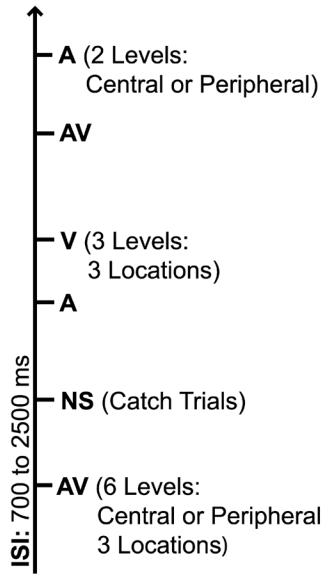 A (2 Levels:
Central or Peripheral)
AV
V (3 Levels:
3 Locations)
A
NS (Catch Trials)
AV (6 Levels:
Central or Peripheral
3 Locations)
ISI: 700 to 2500 ms